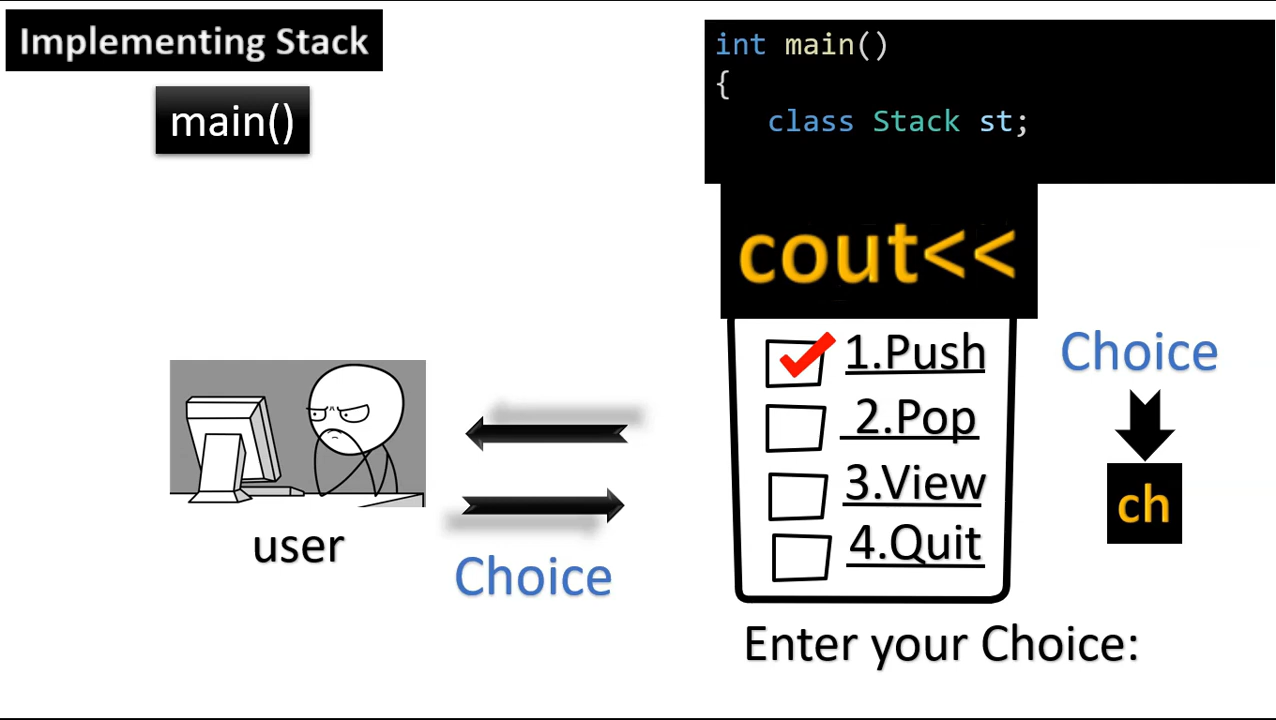 Implementing Stack
main()
int main()
{
class Stack st;
cout<<
1.Push
2.Pop
3.View
4.Quit
Enter your Choice:
Choice
ch
user
Choice